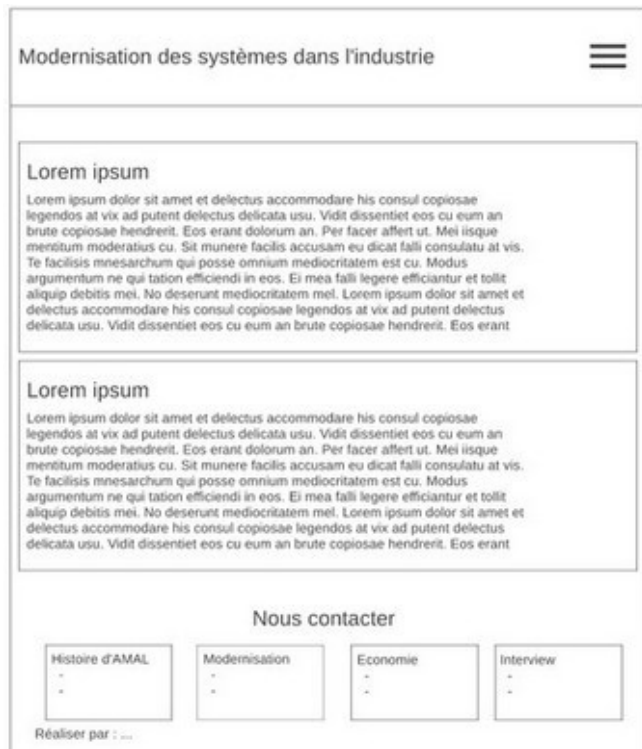 Modernisation des systèmes dans l'industrie
Lorem ipsum
Lorem ipsum dolor sit amet et delectus accommodare his consul copiosae
legendos at vix ad putent delectus delicata usu. Vidit dissentiet eos cu eum an
brute copiosae hendrerit. Eos erant dolorum an. Per facer affert ut. Mei iisque
mentitum moderatius cu. Sit munere facilis accusam eu dicat falli consulatu at vis.
Te facilisis mnesarchum qui posse omnium mediocritatem est cu. Modus
argumentum ne qui tation efficiendi in eos. Ei mea falli legere efficiantur et tollit
aliquip debitis mei. No deserunt mediocritatem mel. Lorem ipsum dolor sit amet et
delectus accommodare his consul copiosae legendos at vix ad putent delectus
delicata usu. Vidit dissentiet eos cu eum an brute copiosae hendrerit. Eos erant
Lorem ipsum
Lorem ipsum dolor sit amet et delectus accommodare his consul copiosae
legendos at vix ad putent delectus delicata usu. Vidit dissentiet eos cu eum an
brute copiosae hendrerit. Eos erant dolorum an. Per facer affert ut. Mei iisque
mentitum moderatius cu. Sit munere facilis accusam eu dicat falli consulatu at vis.
Te facilisis mnesarchum qui posse omnium mediocritatem est cu. Modus
argumentum ne qui tation efficiendi in eos. Ei mea falli legere efficiantur et tollit
aliquip debitis mei. No deserunt mediocritatem mel. Lorem ipsum dolor sit amet et
delectus accommodare his consul copiosae legendos at vix ad putent delectus
delicata usu. Vidit dissentiet eos cu eum an brute copiosae hendrerit. Eos erant
Nous contacter
Histoire d'AMAL
-
-
Modernisation
-
-
Economie
-
-
Interview
-
-
Réaliser par : ...